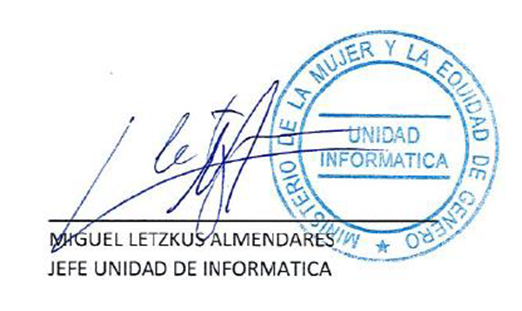 MINISTERIO DE LA MUJER Y LA EQUIDAD DE GENERO
UNIDAD
INFORMATICA
MIGUEL LETZKUS ALMENDARES
JEFE UNIDAD DE INFORMATICA